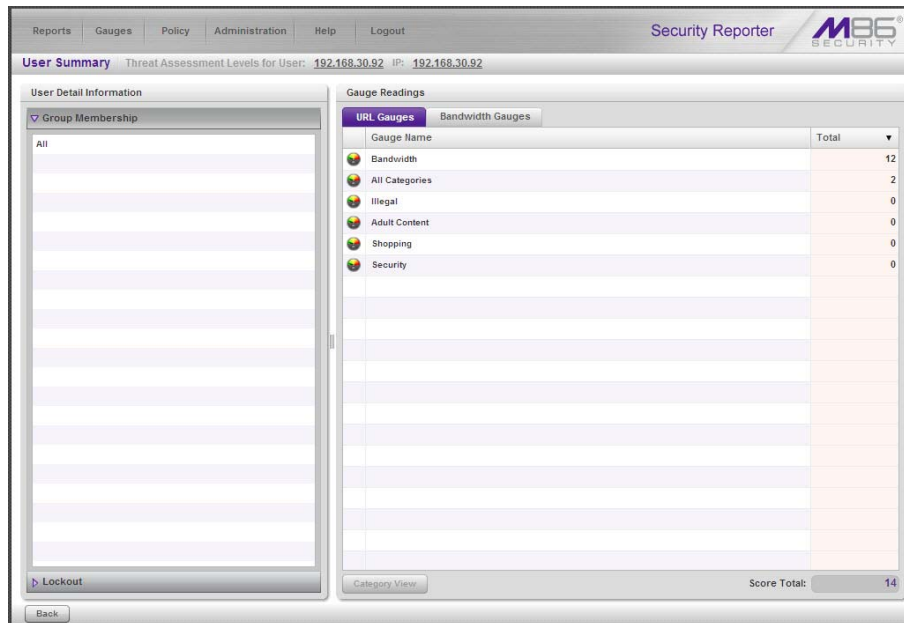 Reports Gauges Policy Administration Help Logout Security Reporter M86® SECURITY
User Summary Threat Assessment Levels for User: 192.168.30.92 IP: 192.168.30.92
User Detail Information
Group Membership
All
Lockout
Gauge Readings
URL Gauges Bandwidth Gauges
Gauge Name Total
Bandwidth 12
All Categories 2
Illegal 0
Adult Content 0
Shopping 0
Security 0
Category View Score Total: 14
Back